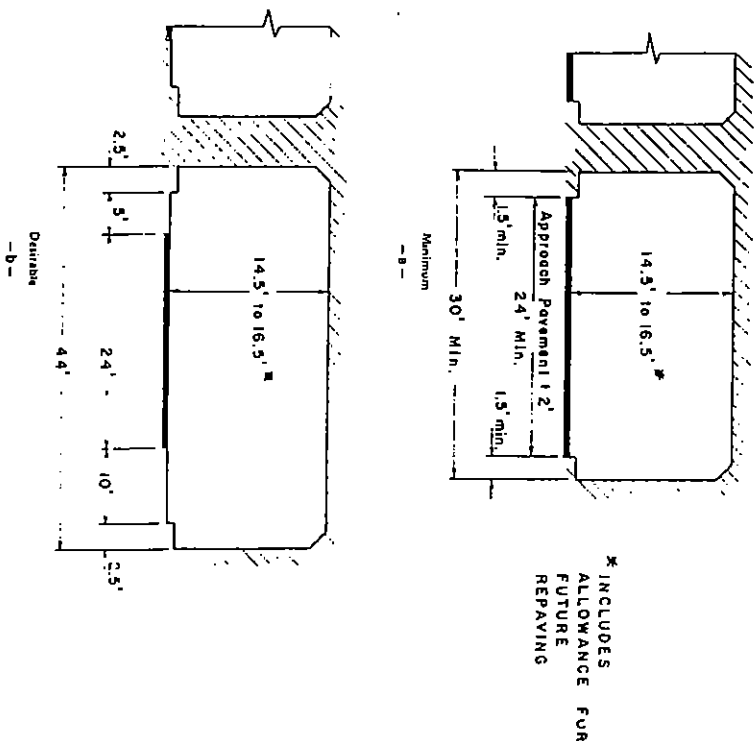 14.5' to 16.5' *
Approach Pavement + 2'
24' Min.
1.5' min.
1.5' min.
30' Min.
Minimum
-a-
* INCLUDES
ALLOWANCE FUR
FUTURE
REPAVING
14.5' to 16.5' *
2.5'
5'
24'
10'
2.5'
44'
Desirable
-b-